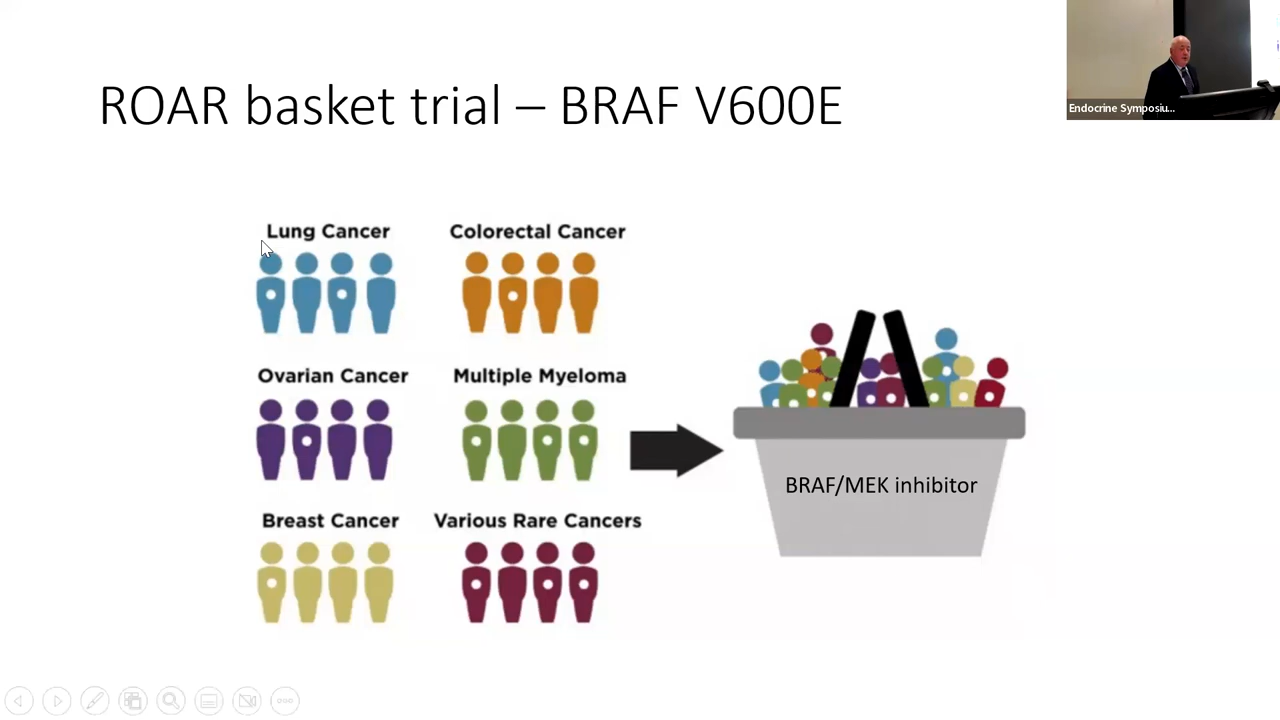 ROAR basket trial – BRAF V600E
Endocrine Symposiu...
Lung Cancer
Colorectal Cancer
Ovarian Cancer
Multiple Myeloma
Breast Cancer
Various Rare Cancers
BRAF/MEK inhibitor